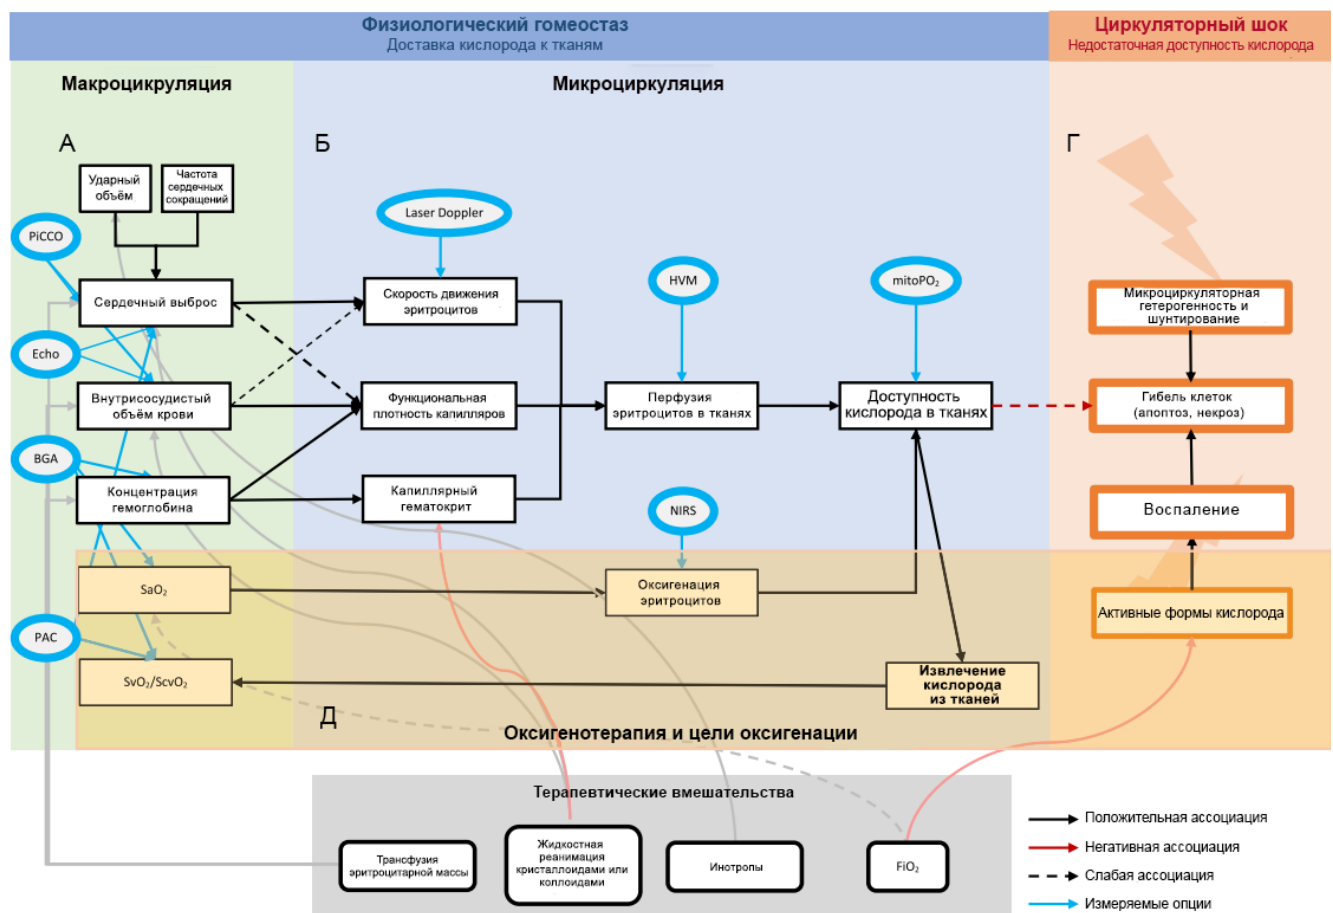 Физиологический гомеостаз
Доставка кислорода к тканям
Циркуляторный шок
Недостаточная доступность кислорода
Макроцикруляция
Микроциркуляция
А
Б
Г
Ударный
объём
Частота
сердечных
сокращений
PiCCO
Laser Doppler
HVM
mitoPO₂
Сердечный выброс
Скорость движения
эритроцитов
Микроциркуляторная
гетерогенность и
шунтирование
Echo
Внутрисосудистый
объём крови
Функциональная
плотность капилляров
Перфузия
эритроцитов в тканях
Доступность
кислорода в тканях
Гибель клеток
(апоптоз, некроз)
BGA
Концентрация
гемоглобина
Капиллярный
гематокрит
NIRS
Воспаление
SaO₂
Оксигенация
эритроцитов
Активные формы кислорода
PAC
SvO₂/ScvO₂
Извлечение
кислорода
из тканей
Д
Оксигенотерапия и цели оксигенации
Терапевтические вмешательства
Трансфузия
эритроцитарной массы
Жидкостная
реанимация
кристаллоидами или
коллоидами
Инотропы
FiO₂
Положительная ассоциация
Негативная ассоциация
Слабая ассоциация
Измеряемые опции